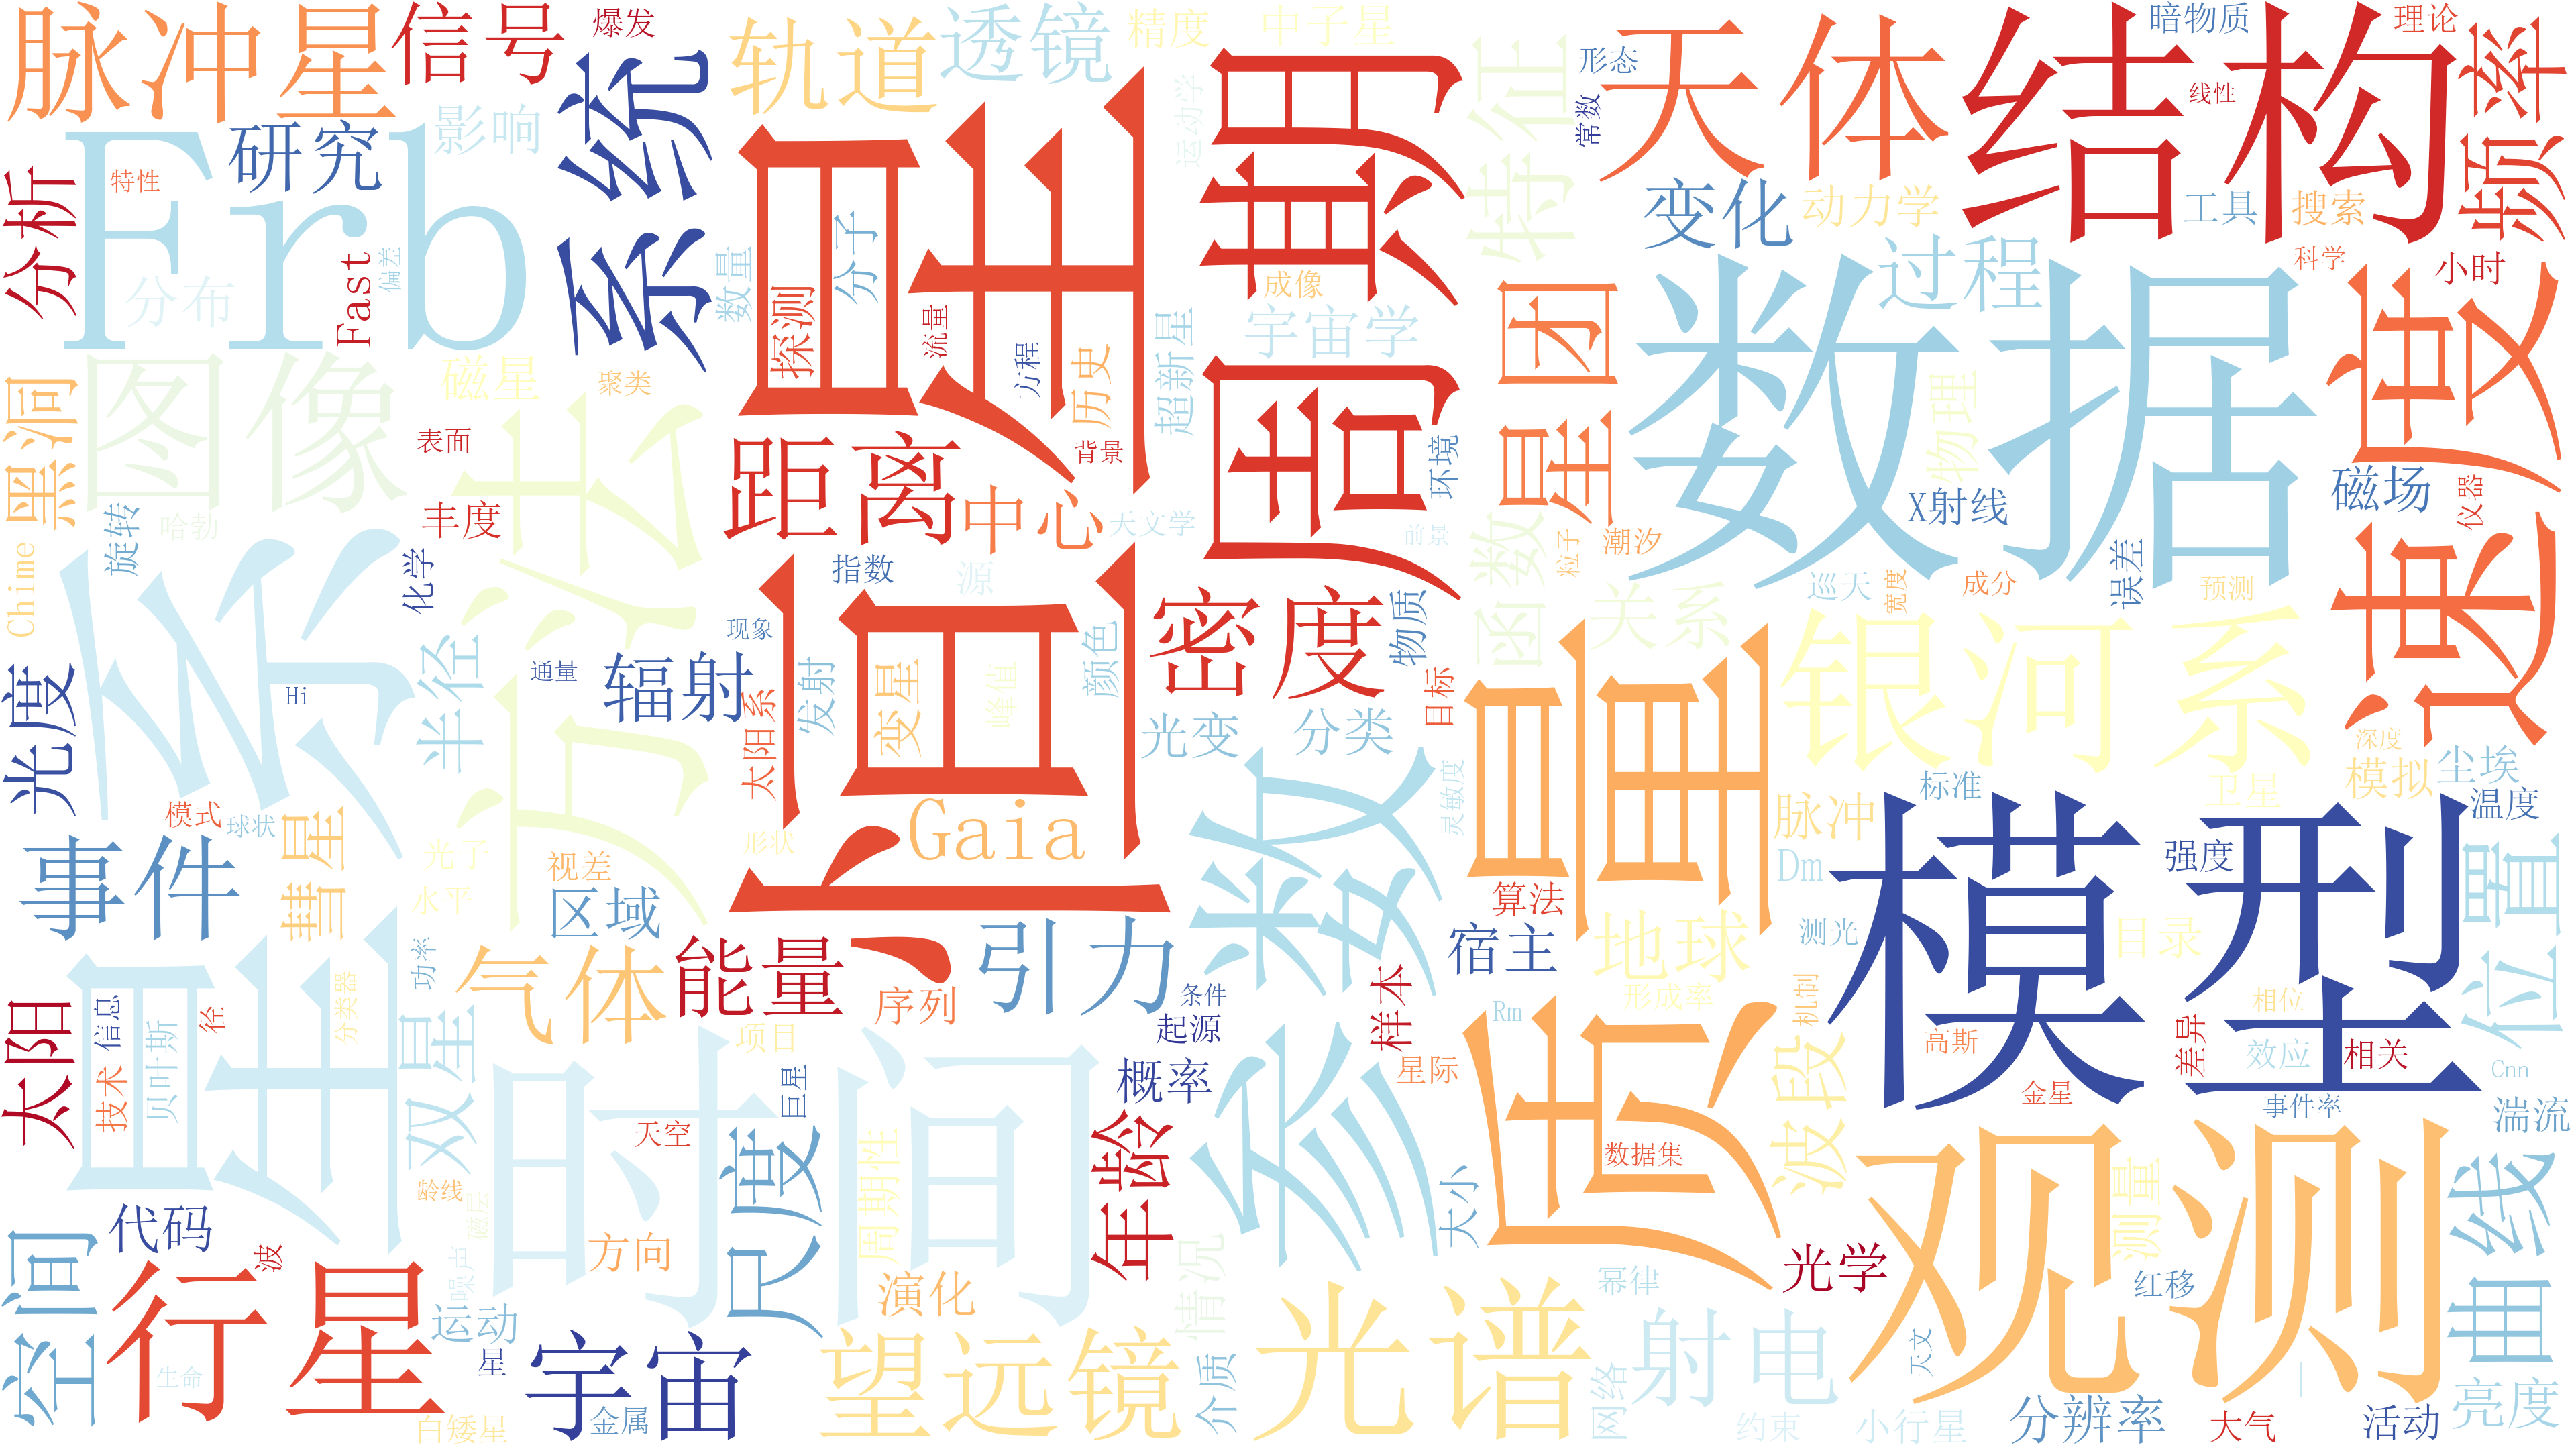 脉冲星
信号
爆发
系统
轨道
透镜
精度
中子星
周期
特征
形态
天体
结构
暗物质
理论
频率
线性
常数
Frb
研究
影响
分析
特性
分布
Fast
偏差
恒星
探测
分子
数量
流量
运动学
成像
宇宙学
变化
动力学
工具
搜索
科学
小时
过程
数据
速度
星团
超新星
历史
方程
背景
环境
物理
X射线
磁场
仪器
图像
磁星
聚类
黑洞
表面
丰度
方法
距离
中心
天文学
前景
函数
粒子
潮汐
旋转
哈勃
Chime
化学
指数
源
密度
物质
关系
巡天
宽度
成分
误差
预测
星系
半径
通量
辐射
现象
发射
太阳系
变星
峰值
颜色
光变
分类
目标
质量
银河系
深度
模拟
尘埃
卫星
温度
标准
Hi
光度
模式
球状
彗星
光子
水平
视差
形状
Gaia
参数
灵敏度
脉冲
Dm
模型
强度
位置
事件
区域
气体
能量
序列
引力
算法
宿主
地球
形成率
测光
目录
太阳
信息
技术
贝叶斯
径
分类器
功率
双星
时间
项目
条件
起源
样本
Rm
星际
机制
波段
高斯
相位
差异
效应
相关
Cnn
金星
事件率
湍流
巨星
概率
天空
尺度
周期性
年龄
大小
数据集
观测
测量
曲线
龄线
磁层
代码
空间
波
噪声
方向
演化
情况
光学
红移
行星
运动
星
生命
白矮星
宇宙
金属
望远镜
介质
光谱
幂律
网络
射电
约束
小行星
天文
一
分辨率
大气
活动
亮度